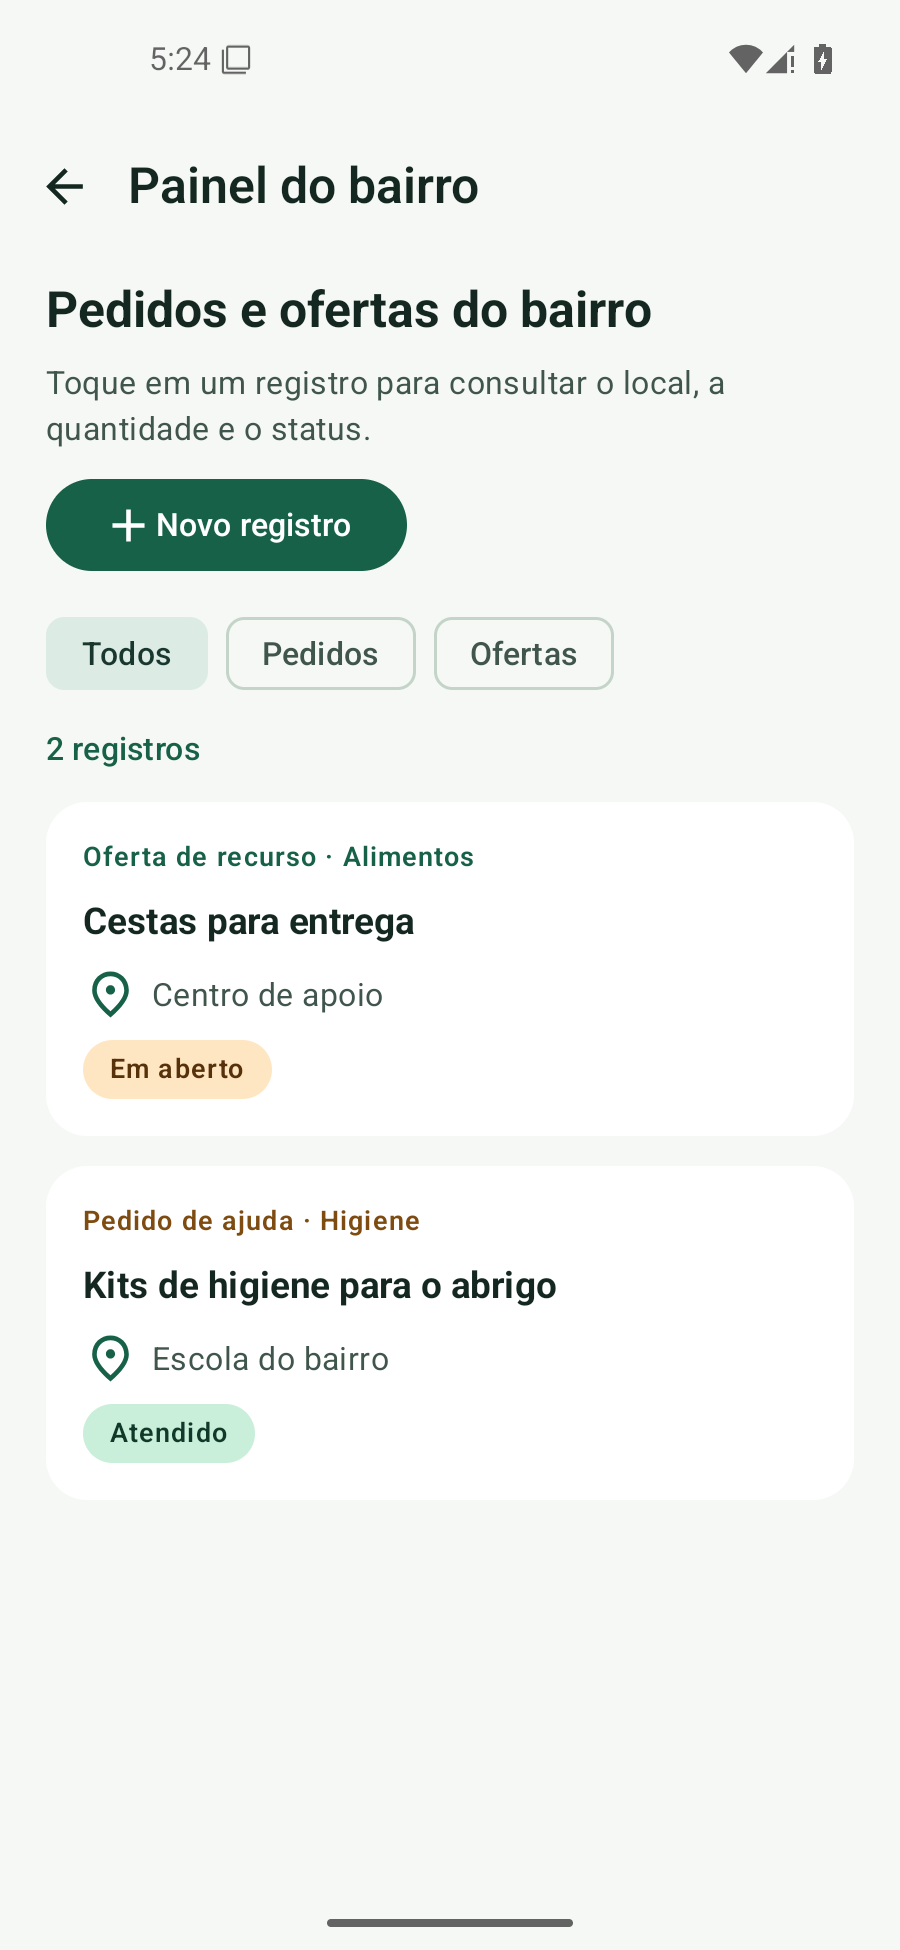 5:24
Painel do bairro
Pedidos e ofertas do bairro
Toque em um registro para consultar o local, a
quantidade e o status.
Novo registro
Todos Pedidos Ofertas
2 registros
Oferta de recurso · Alimentos
Cestas para entrega
Centro de apoio
Em aberto
Pedido de ajuda · Higiene
Kits de higiene para o abrigo
Escola do bairro
Atendido